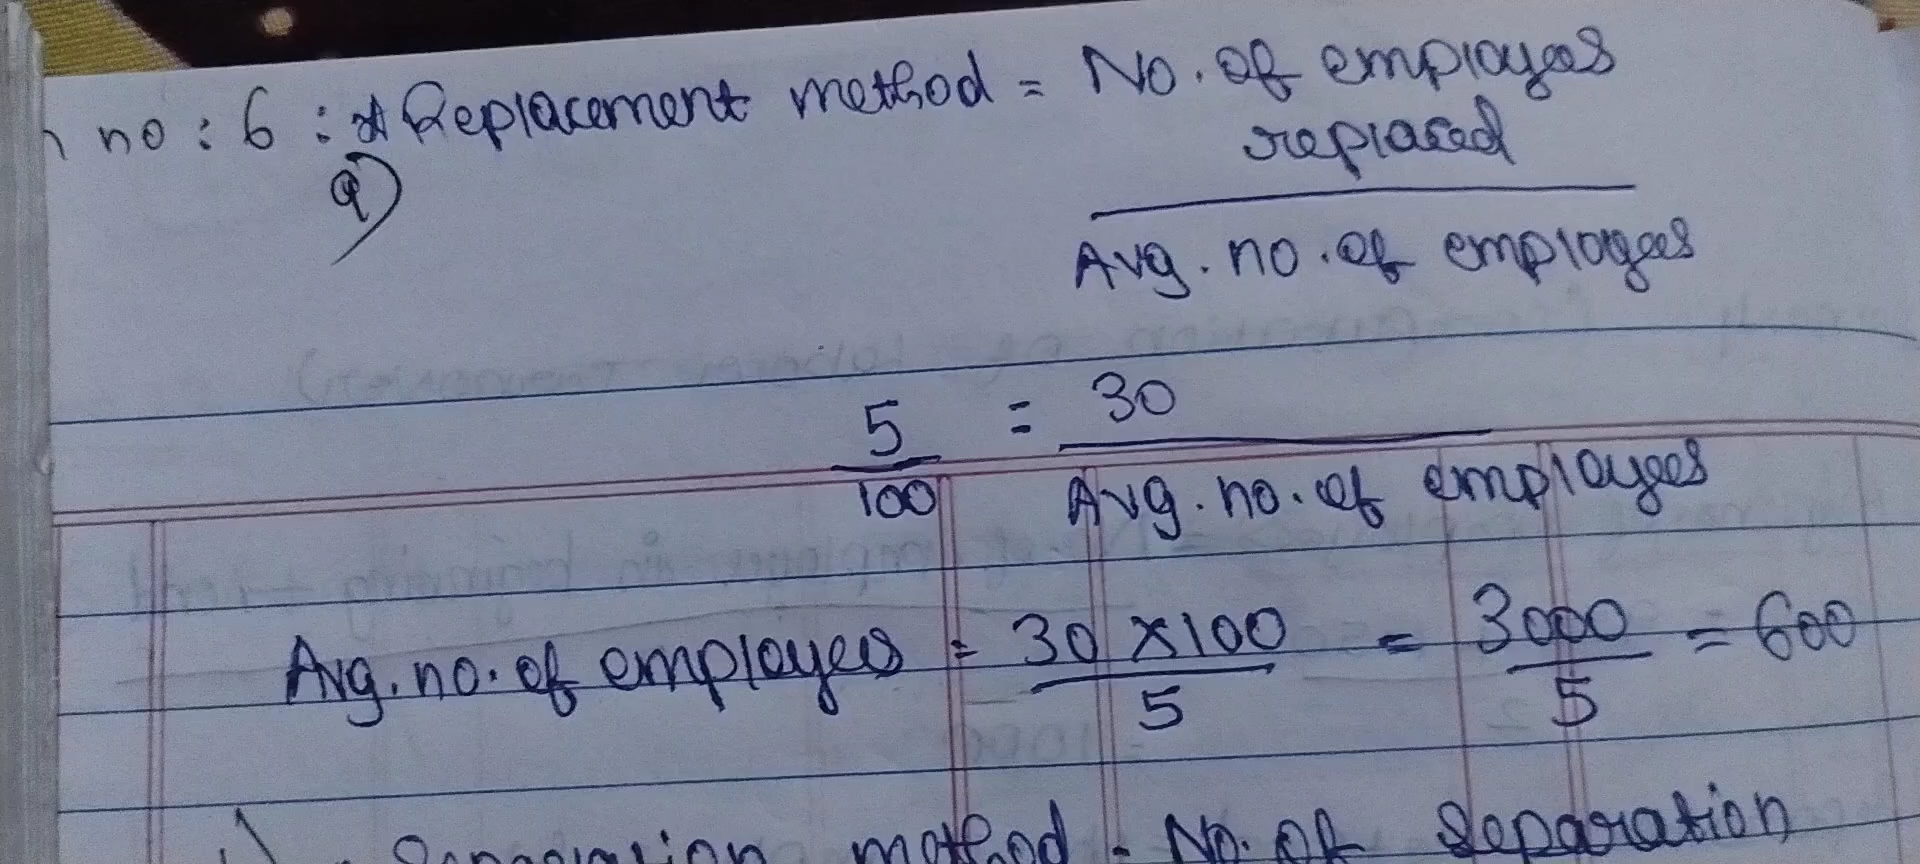 no : 6 : Replacement method = No. of employees
replaced
a)
Avg. no. of employees
5 = 30
100 Avg. no. of employees
Avg. no. of employees = 30 x 100 = 3000 = 600
5 5
method = No. of Separation